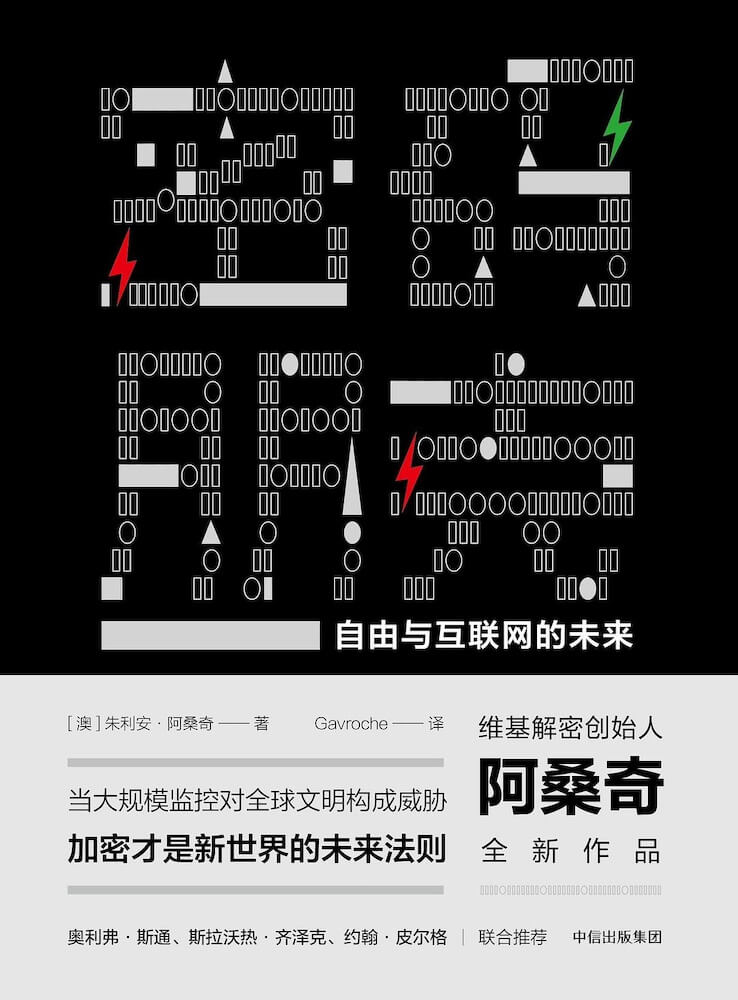 密码
朋克
自由与互联网的未来
[ 澳 ] 朱利安 · 阿桑奇 —— 著 Gavroche —— 译
当大规模监控对全球文明构成威胁
加密才是新世界的未来法则
维基解密创始人
阿桑奇
全新作品
奥利弗 · 斯通、斯拉沃热 · 齐泽克、约翰 · 皮尔格 | 联合推荐 中信出版集团